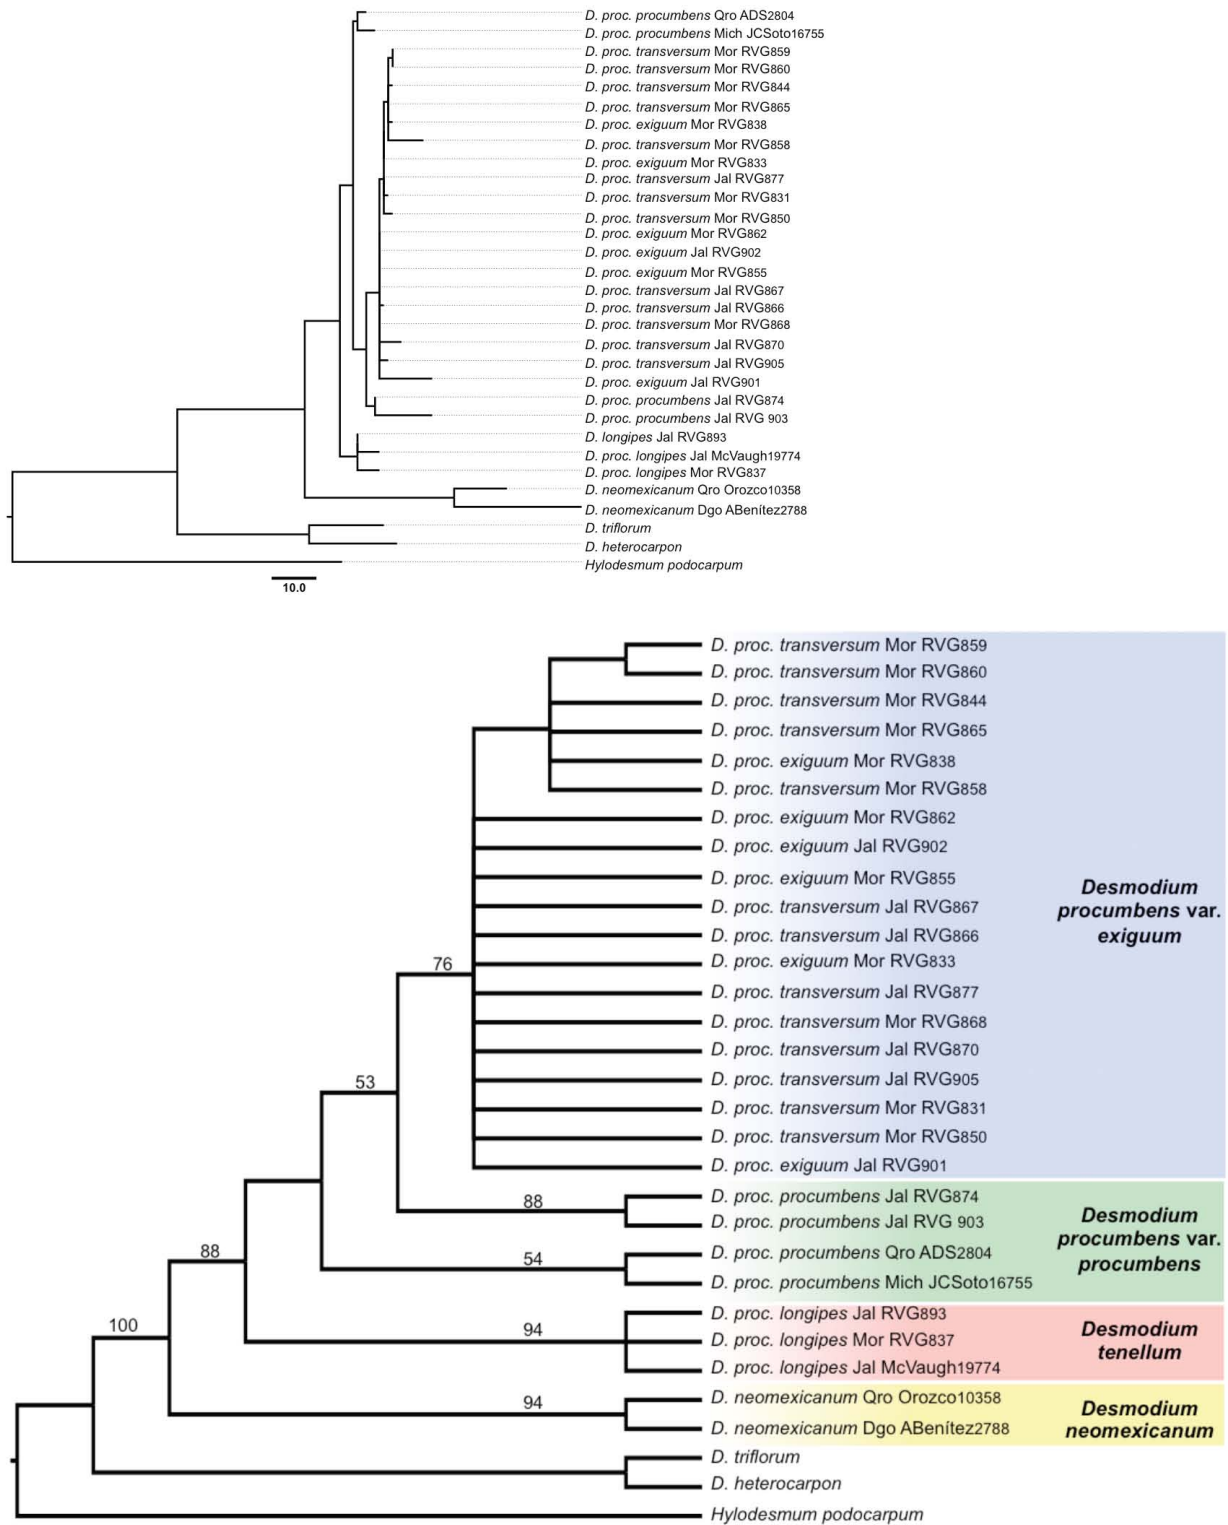 D. proc. procumbens Qro ADS2804
D. proc. procumbens Mich JCSoto16755
D. proc. transversum Mor RVG859
D. proc. transversum Mor RVG860
D. proc. transversum Mor RVG844
D. proc. transversum Mor RVG865
D. proc. exiguum Mor RVG838
D. proc. transversum Mor RVG858
D. proc. exiguum Mor RVG833
D. proc. transversum Jal RVG877
D. proc. transversum Mor RVG831
D. proc. transversum Mor RVG850
D. proc. exiguum Mor RVG862
D. proc. exiguum Jal RVG902
D. proc. exiguum Mor RVG855
D. proc. transversum Jal RVG867
D. proc. transversum Jal RVG866
D. proc. transversum Mor RVG868
D. proc. transversum Jal RVG870
D. proc. transversum Jal RVG905
D. proc. exiguum Jal RVG901
D. proc. procumbens Jal RVG874
D. proc. procumbens Jal RVG 903
D. longipes Jal RVG893
D. proc. longipes Jal McVaugh19774
D. proc. longipes Mor RVG837
D. neomexicanum Qro Orozco10358
D. neomexicanum Dgo ABenítez2788
D. triflorum
D. heterocarpon
Hylodesmum podocarpum
10.0
D. proc. transversum Mor RVG859
D. proc. transversum Mor RVG860
D. proc. transversum Mor RVG844
D. proc. transversum Mor RVG865
D. proc. exiguum Mor RVG838
D. proc. transversum Mor RVG858
D. proc. exiguum Mor RVG862
D. proc. exiguum Jal RVG902
D. proc. exiguum Mor RVG855
D. proc. transversum Jal RVG867
D. proc. transversum Jal RVG866
D. proc. exiguum Mor RVG833
D. proc. transversum Jal RVG877
D. proc. transversum Mor RVG868
D. proc. transversum Jal RVG870
D. proc. transversum Jal RVG905
D. proc. transversum Mor RVG831
D. proc. transversum Mor RVG850
D. proc. exiguum Jal RVG901
Desmodium
procumbens var.
exiguum
76
53
88
D. proc. procumbens Jal RVG874
D. proc. procumbens Jal RVG 903
54
D. proc. procumbens Qro ADS2804
D. proc. procumbens Mich JCSoto16755
Desmodium
procumbens var.
procumbens
88
94
D. proc. longipes Jal RVG893
D. proc. longipes Mor RVG837
D. proc. longipes Jal McVaugh19774
Desmodium
tenellum
100
94
D. neomexicanum Qro Orozco10358
D. neomexicanum Dgo ABenítez2788
Desmodium
neomexicanum
D. triflorum
D. heterocarpon
Hylodesmum podocarpum